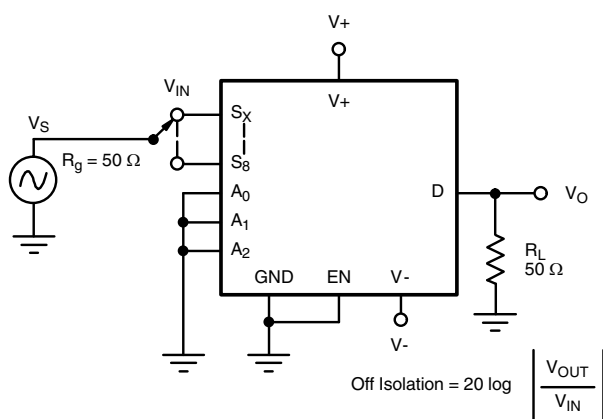 V+
V+
V_IN
V_S
S_X
R_g = 50 Ω
S_8
A_0
D
V_O
A_1
A_2
R_L
50 Ω
GND
EN
V-
V-
Off Isolation = 20 log | V_OUT / V_IN |